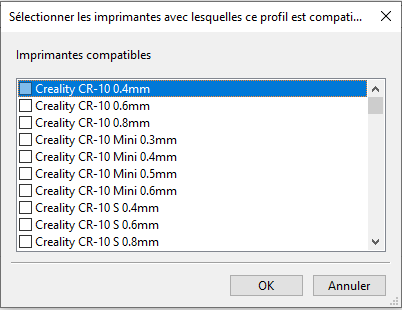 Sélectionner les imprimantes avec lesquelles ce profil est compati...
Imprimantes compatibles
Creality CR-10 0.4mm
Creality CR-10 0.6mm
Creality CR-10 0.8mm
Creality CR-10 Mini 0.3mm
Creality CR-10 Mini 0.4mm
Creality CR-10 Mini 0.5mm
Creality CR-10 Mini 0.6mm
Creality CR-10 S 0.4mm
Creality CR-10 S 0.6mm
Creality CR-10 S 0.8mm
OK Annuler